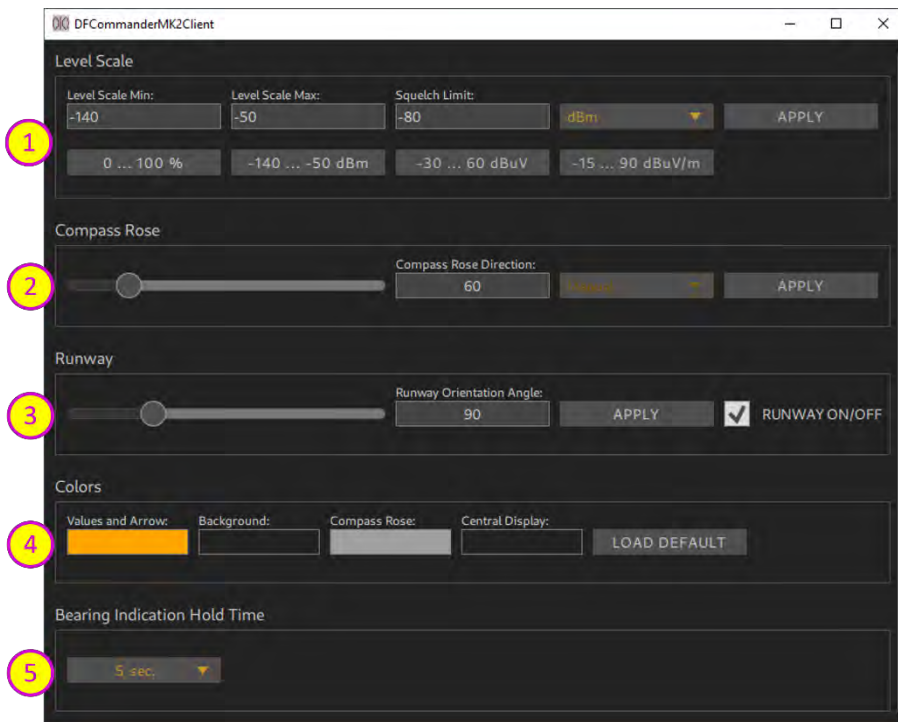 DFCommanderMK2Client
Level Scale
Level Scale Min: Level Scale Max: Squelch Limit:
-140 -50 -80 dBm APPLY
1
0 ... 100 % -140 ... -50 dBm -30 ... 60 dBuV -15 ... 90 dBuV/m
Compass Rose
Compass Rose Direction:
2 60 APPLY
Runway
Runway Orientation Angle:
3 90 APPLY RUNWAY ON/OFF
Colors
Values and Arrow: Background: Compass Rose: Central Display:
4 LOAD DEFAULT
Bearing Indication Hold Time
5 5 sec.